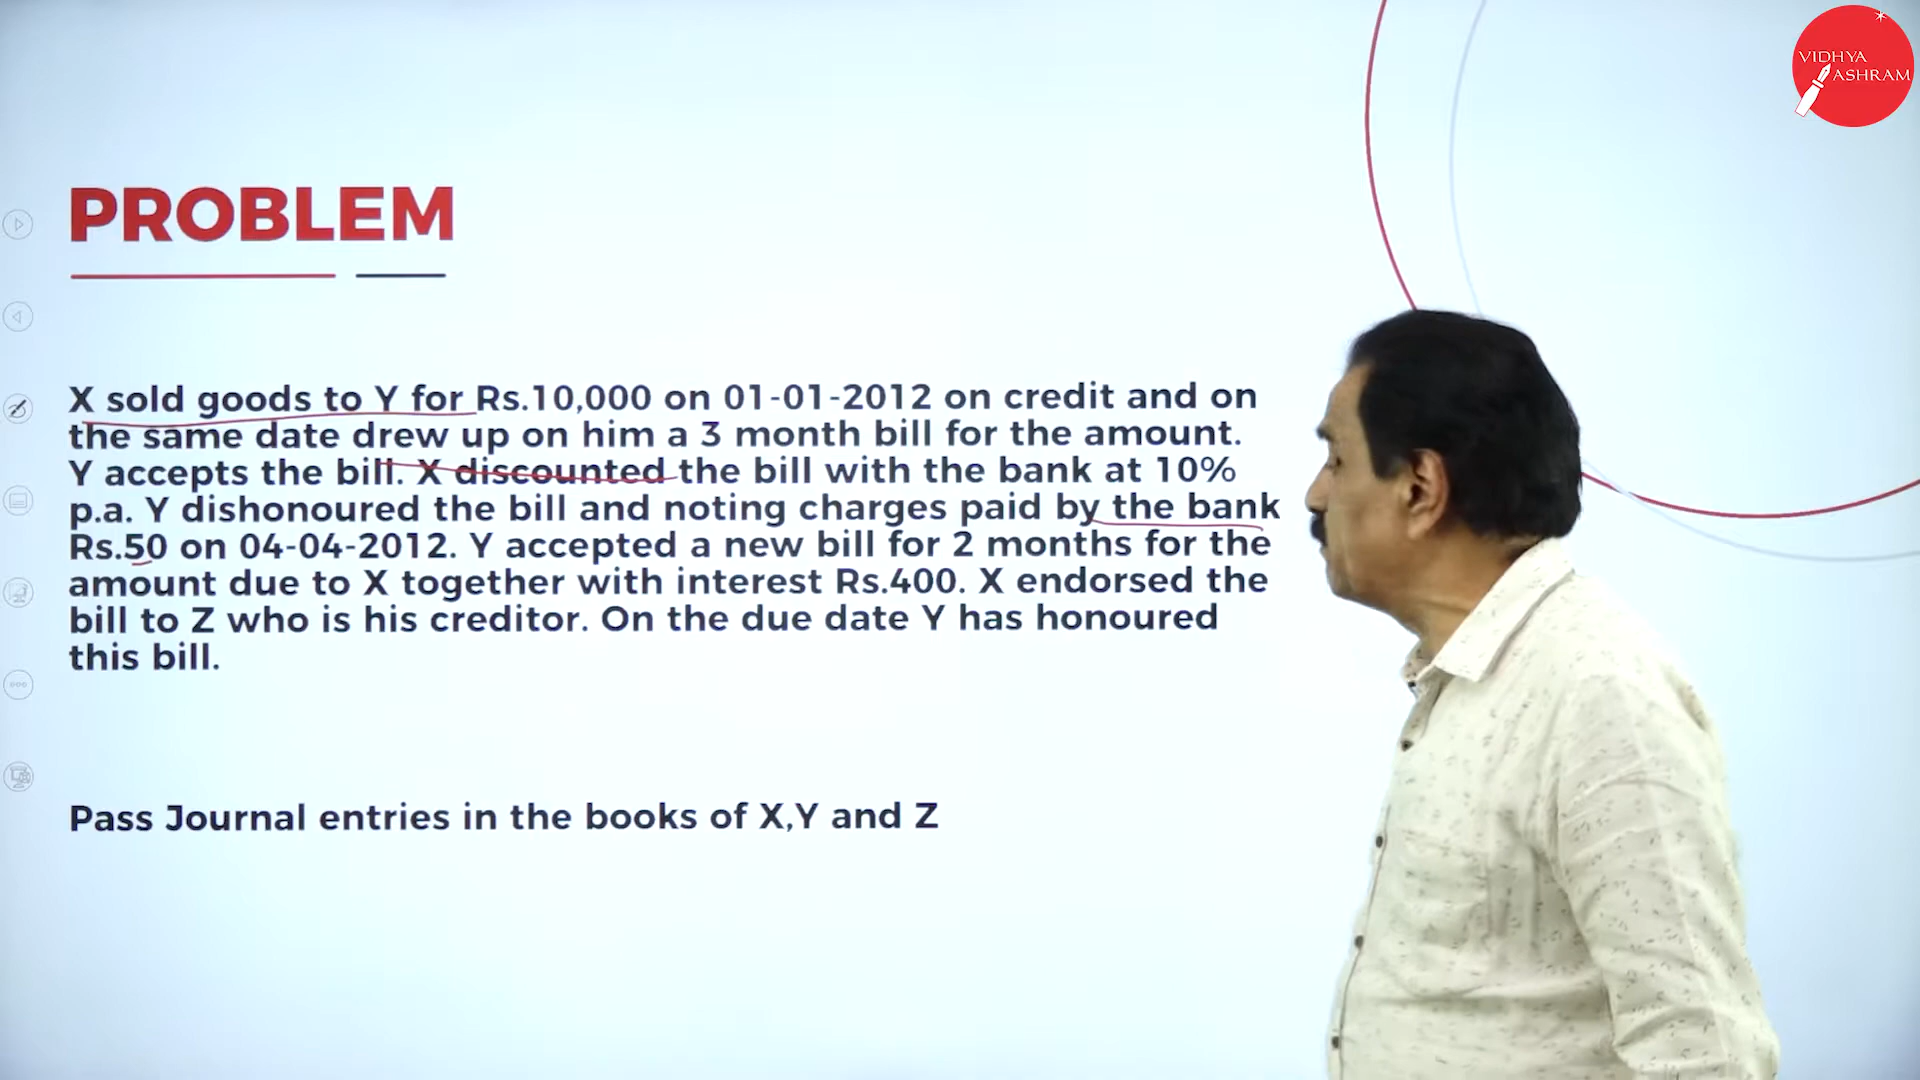 VIDHYA
ASHRAM
PROBLEM
X sold goods to Y for Rs.10,000 on 01-01-2012 on credit and on
the same date drew up on him a 3 month bill for the amount.
Y accepts the bill. X discounted the bill with the bank at 10%
p.a. Y dishonoured the bill and noting charges paid by the bank
Rs.50 on 04-04-2012. Y accepted a new bill for 2 months for the
amount due to X together with interest Rs.400. X endorsed the
bill to Z who is his creditor. On the due date Y has honoured
this bill.
Pass Journal entries in the books of X,Y and Z